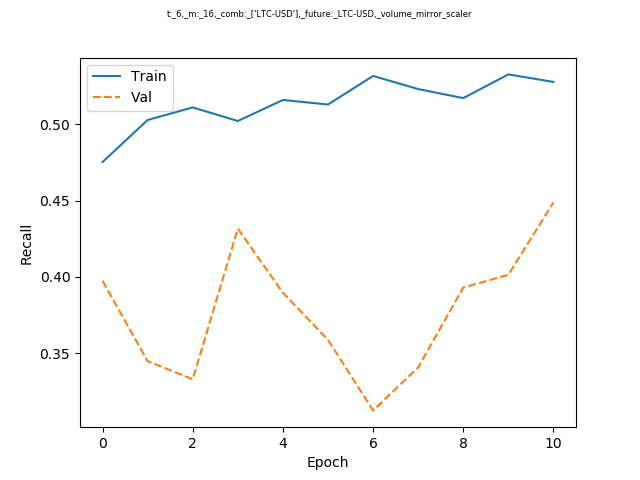 t:_6,_m:_16,_comb:_['LTC-USD'],_future:_LTC-USD,_volume_mirror_scaler
Train
Val
0.50
0.45
0.40
0.35
Recall
0 2 4 6 8 10
Epoch